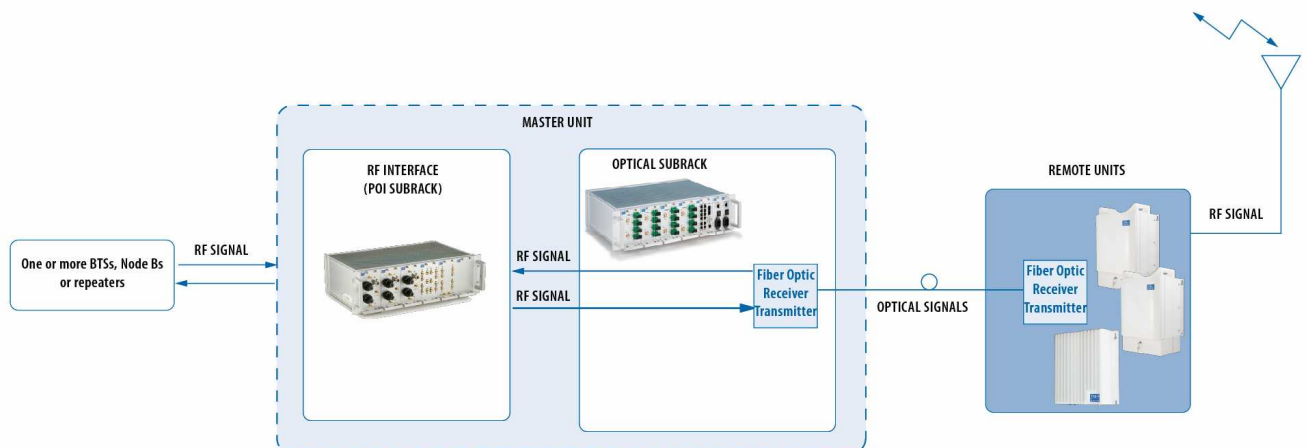 MASTER UNIT
RF INTERFACE
(POI SUBRACK)
OPTICAL SUBRACK
REMOTE UNITS
RF SIGNAL
One or more BTSs, Node Bs
or repeaters
RF SIGNAL
RF SIGNAL
RF SIGNAL
Fiber Optic
Receiver
Transmitter
OPTICAL SIGNALS
Fiber Optic
Receiver
Transmitter